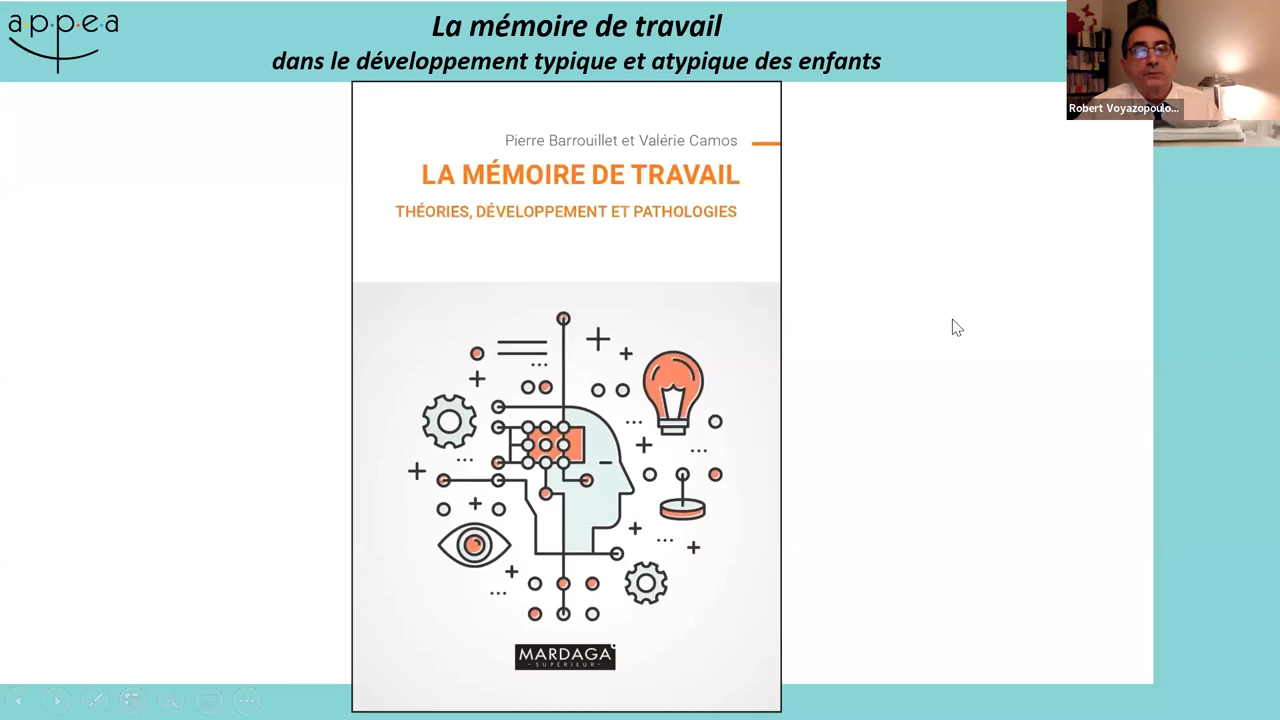 a·p·p·e·a
La mémoire de travail
dans le développement typique et atypique des enfants
Robert Voyazopoulo...
Pierre Barrouillet et Valérie Camos
LA MÉMOIRE DE TRAVAIL
THÉORIES, DÉVELOPPEMENT ET PATHOLOGIES
MARDAGA
-SUPÉRIEUR-